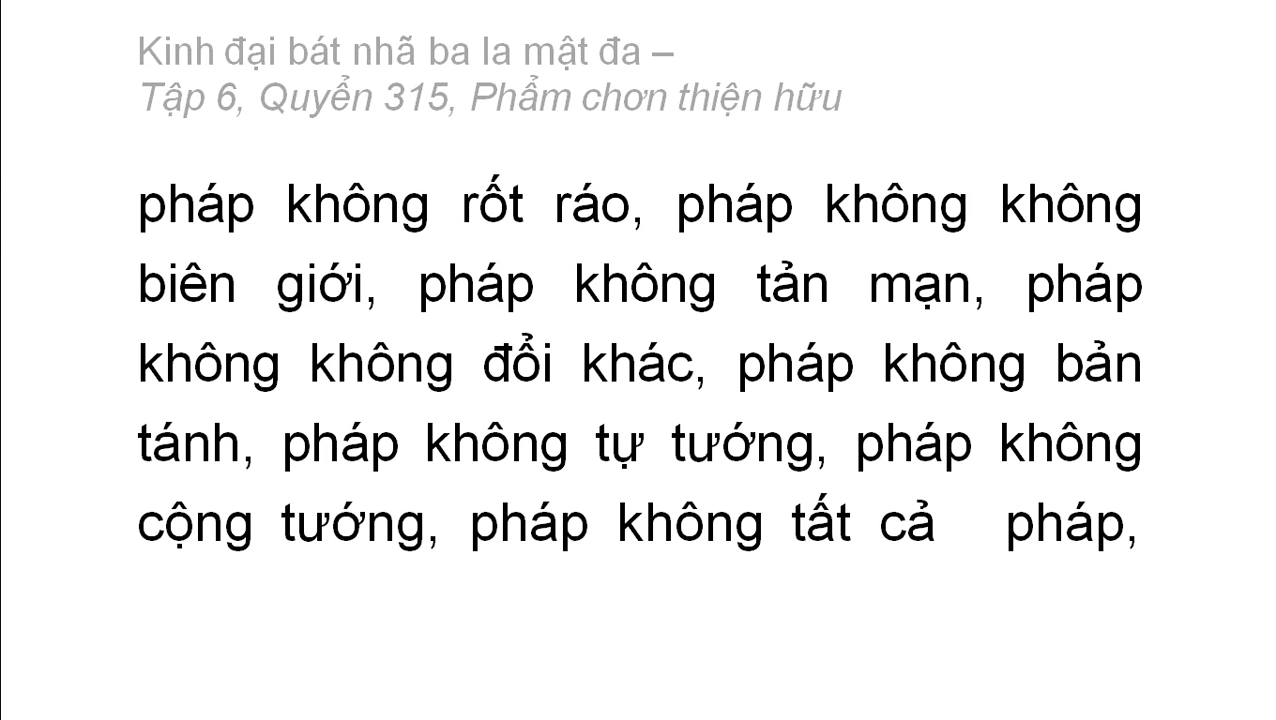 Kinh đại bát nhã ba la mật đa –
Tập 6, Quyển 315, Phẩm chơn thiện hữu
pháp không rốt ráo, pháp không không
biên giới, pháp không tản mạn, pháp
không không đổi khác, pháp không bản
tánh, pháp không tự tướng, pháp không
cộng tướng, pháp không tất cả pháp,